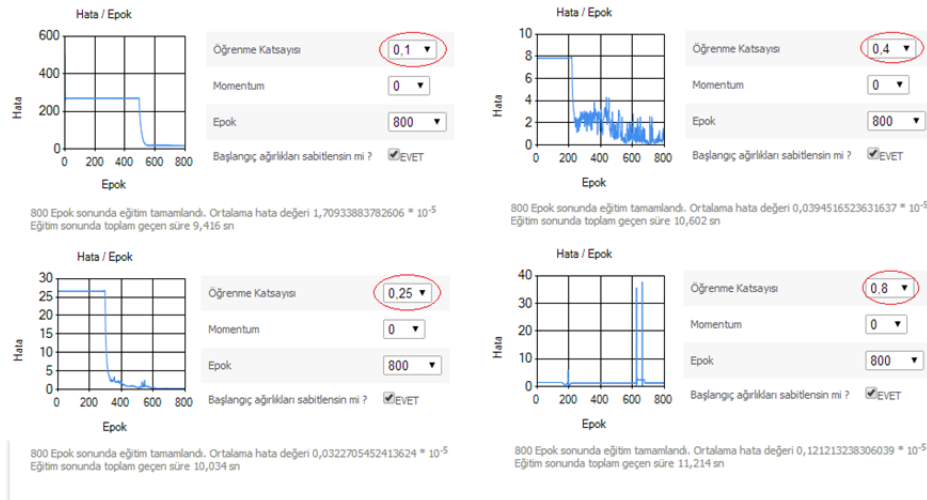 Hata / Epok
600
400
200
0
Hata
0 200 400 600 800
Epok
Öğrenme Katsayısı 0,1
Momentum 0
Epok 800
Başlangıç ağırlıkları sabitlensin mi ? EVET
800 Epok sonunda eğitim tamamlandı. Ortalama hata değeri 1,70933883782606 * 10⁻⁵
Eğitim sonunda toplam geçen süre 9,416 sn
Hata / Epok
10
8
6
4
2
0
Hata
0 200 400 600 800
Epok
Öğrenme Katsayısı 0,4
Momentum 0
Epok 800
Başlangıç ağırlıkları sabitlensin mi ? EVET
800 Epok sonunda eğitim tamamlandı. Ortalama hata değeri 0,0394516523631637 * 10⁻⁵
Eğitim sonunda toplam geçen süre 10,602 sn
Hata / Epok
30
25
20
15
10
5
0
Hata
0 200 400 600 800
Epok
Öğrenme Katsayısı 0,25
Momentum 0
Epok 800
Başlangıç ağırlıkları sabitlensin mi ? EVET
800 Epok sonunda eğitim tamamlandı. Ortalama hata değeri 0,0322705452413624 * 10⁻⁵
Eğitim sonunda toplam geçen süre 10,034 sn
Hata / Epok
40
30
20
10
0
Hata
0 200 400 600 800
Epok
Öğrenme Katsayısı 0,8
Momentum 0
Epok 800
Başlangıç ağırlıkları sabitlensin mi ? EVET
800 Epok sonunda eğitim tamamlandı. Ortalama hata değeri 0,121213238306039 * 10⁻⁵
Eğitim sonunda toplam geçen süre 11,214 sn